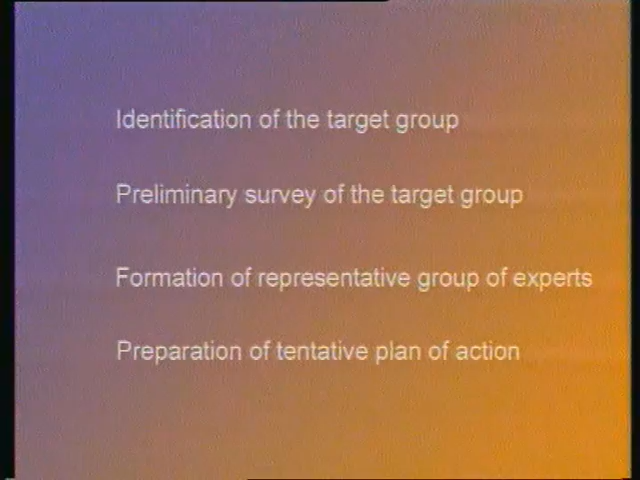 Identification of the target group
Preliminary survey of the target group
Formation of representative group of experts
Preparation of tentative plan of action